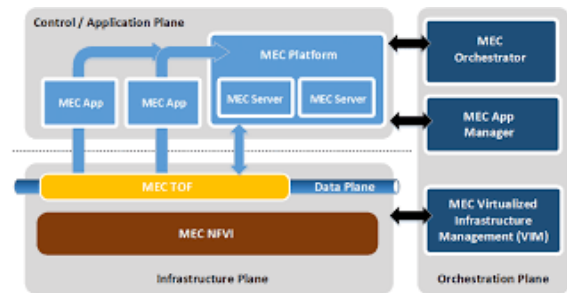 Control / Application Plane
MEC Platform
MEC App
MEC App
MEC Server
MEC Server
MEC
Orchestrator
MEC App
Manager
MEC TOF
Data Plane
MEC NFVI
MEC Virtualized
Infrastructure
Management (VIM)
Infrastructure Plane
Orchestration Plane